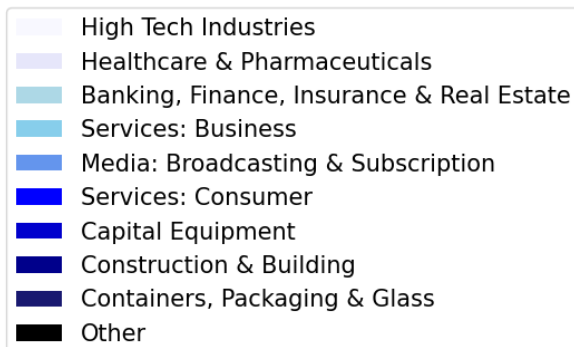 High Tech Industries
Healthcare & Pharmaceuticals
Banking, Finance, Insurance & Real Estate
Services: Business
Media: Broadcasting & Subscription
Services: Consumer
Capital Equipment
Construction & Building
Containers, Packaging & Glass
Other